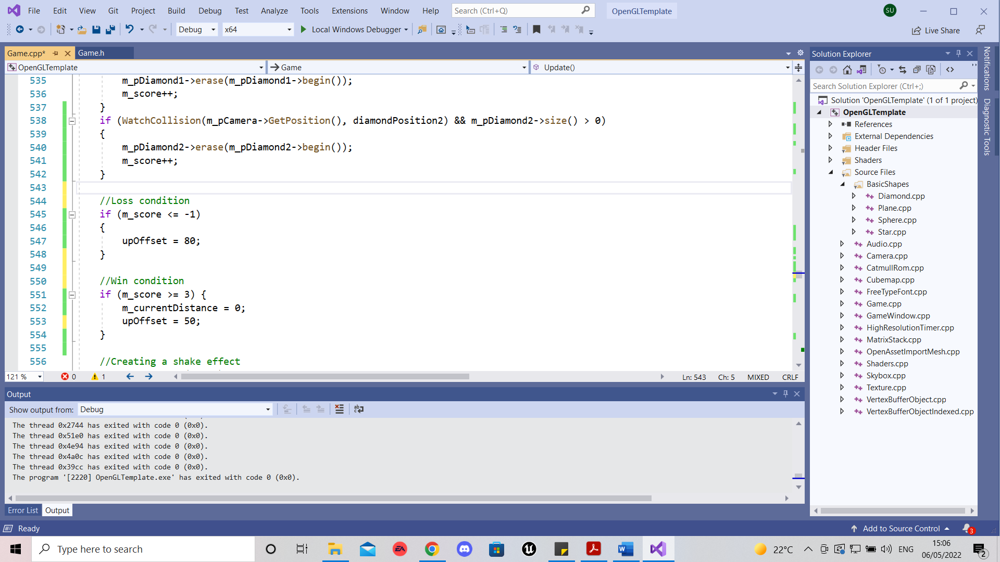 File Edit View Git Project Build Debug Test Analyze Tools Extensions Window Help Search (Ctrl+Q) OpenGLTemplate SU
Debug x64 Local Windows Debugger Live Share
Game.cpp* Game.h
OpenGLTemplate Game Update()
535 m_pDiamond1->erase(m_pDiamond1->begin());
536 m_score++;
537 }
538 if (WatchCollision(m_pCamera->GetPosition(), diamondPosition2) && m_pDiamond2->size() > 0)
539 {
540 m_pDiamond2->erase(m_pDiamond2->begin());
541 m_score++;
542 }
543
544 //Loss condition
545 if (m_score <= -1)
546 {
547 upOffset = 80;
548 }
549
550 //Win condition
551 if (m_score >= 3) {
552 m_currentDistance = 0;
553 upOffset = 50;
554 }
555
556 //Creating a shake effect
121 % 0 1 Ln: 543 Ch: 5 MIXED CRLF
Output
Show output from: Debug
The thread 0x2744 has exited with code 0 (0x0).
The thread 0x51e0 has exited with code 0 (0x0).
The thread 0x4e94 has exited with code 0 (0x0).
The thread 0x4a0c has exited with code 0 (0x0).
The thread 0x39cc has exited with code 0 (0x0).
The program '[2220] OpenGLTemplate.exe' has exited with code 0 (0x0).
Error List Output
Solution Explorer
Search Solution Explorer (Ctrl+;)
Solution 'OpenGLTemplate' (1 of 1 project)
OpenGLTemplate
References
External Dependencies
Header Files
Shaders
Source Files
BasicShapes
Diamond.cpp
Plane.cpp
Sphere.cpp
Star.cpp
Audio.cpp
Camera.cpp
CatmullRom.cpp
Cubemap.cpp
FreeTypeFont.cpp
Game.cpp
GameWindow.cpp
HighResolutionTimer.cpp
MatrixStack.cpp
OpenAssetImportMesh.cpp
Shaders.cpp
Skybox.cpp
Texture.cpp
VertexBufferObject.cpp
VertexBufferObjectIndexed.cpp
Notifications
Diagnostic Tools
Ready Add to Source Control 3
Type here to search EA 22°C ENG 15:06
06/05/2022 2